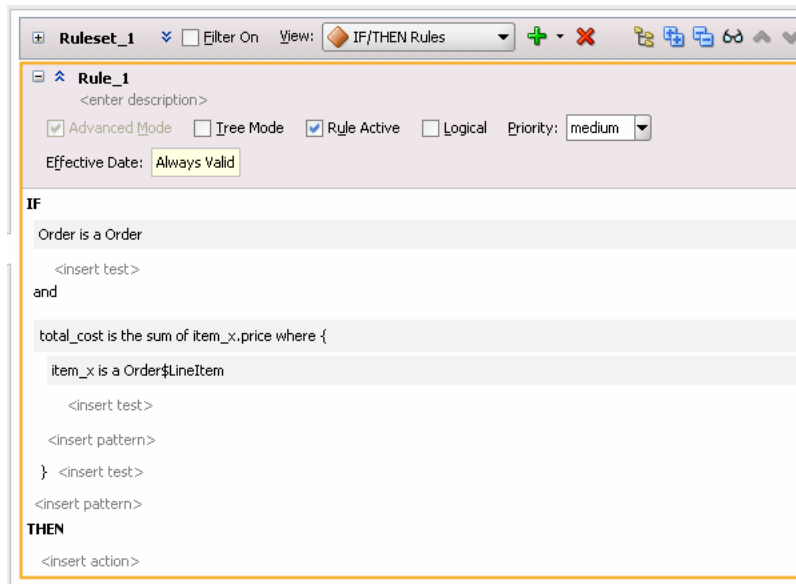 Ruleset_1 Filter On View: IF/THEN Rules
Rule_1
<enter description>
Advanced Mode Tree Mode Rule Active Logical Priority: medium
Effective Date: Always Valid
IF
Order is a Order
<insert test>
and
total_cost is the sum of item_x.price where {
item_x is a Order$LineItem
<insert test>
<insert pattern>
} <insert test>
<insert pattern>
THEN
<insert action>